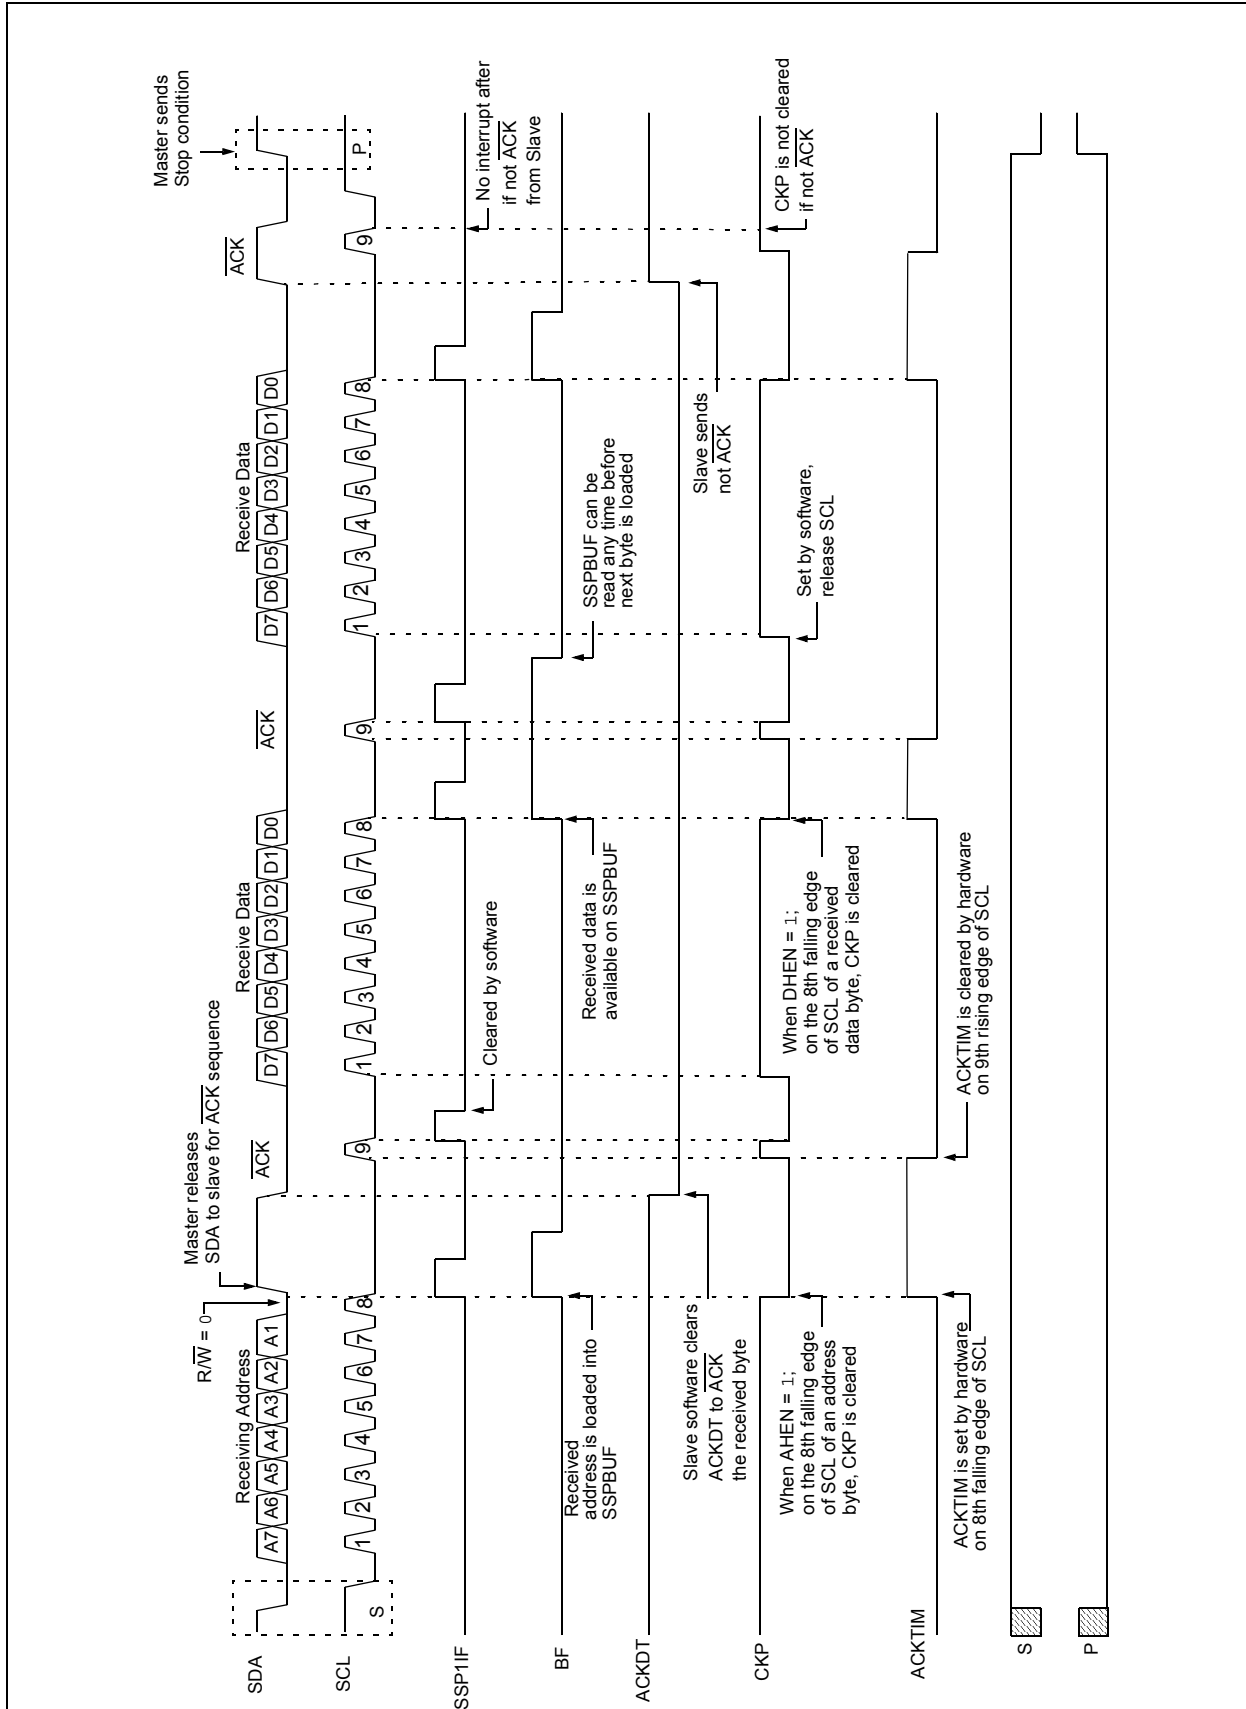 Master sends
Stop condition
Master releases
SDA to slave for ACK sequence
R/W = 0
Receiving Address
Receive Data
Receive Data
ACK
ACK
ACK
SDA
A7 A6 A5 A4 A3 A2 A1
D7 D6 D5 D4 D3 D2 D1 D0
D7 D6 D5 D4 D3 D2 D1 D0
SCL
S
1 2 3 4 5 6 7 8 9
1 2 3 4 5 6 7 8 9
1 2 3 4 5 6 7 8 9
P
SSP1IF
Cleared by software
No interrupt after
if not ACK
from Slave
BF
Received
address is loaded into
SSPBUF
Received data is
available on SSPBUF
SSPBUF can be
read any time before
next byte is loaded
ACKDT
Slave software clears
ACKDT to ACK
the received byte
Slave sends
not ACK
CKP
When AHEN = 1;
on the 8th falling edge
of SCL of an address
byte, CKP is cleared
When DHEN = 1;
on the 8th falling edge
of SCL of a received
data byte, CKP is cleared
Set by software,
release SCL
CKP is not cleared
if not ACK
ACKTIM
ACKTIM is set by hardware
on 8th falling edge of SCL
ACKTIM is cleared by hardware
on 9th rising edge of SCL
S
P